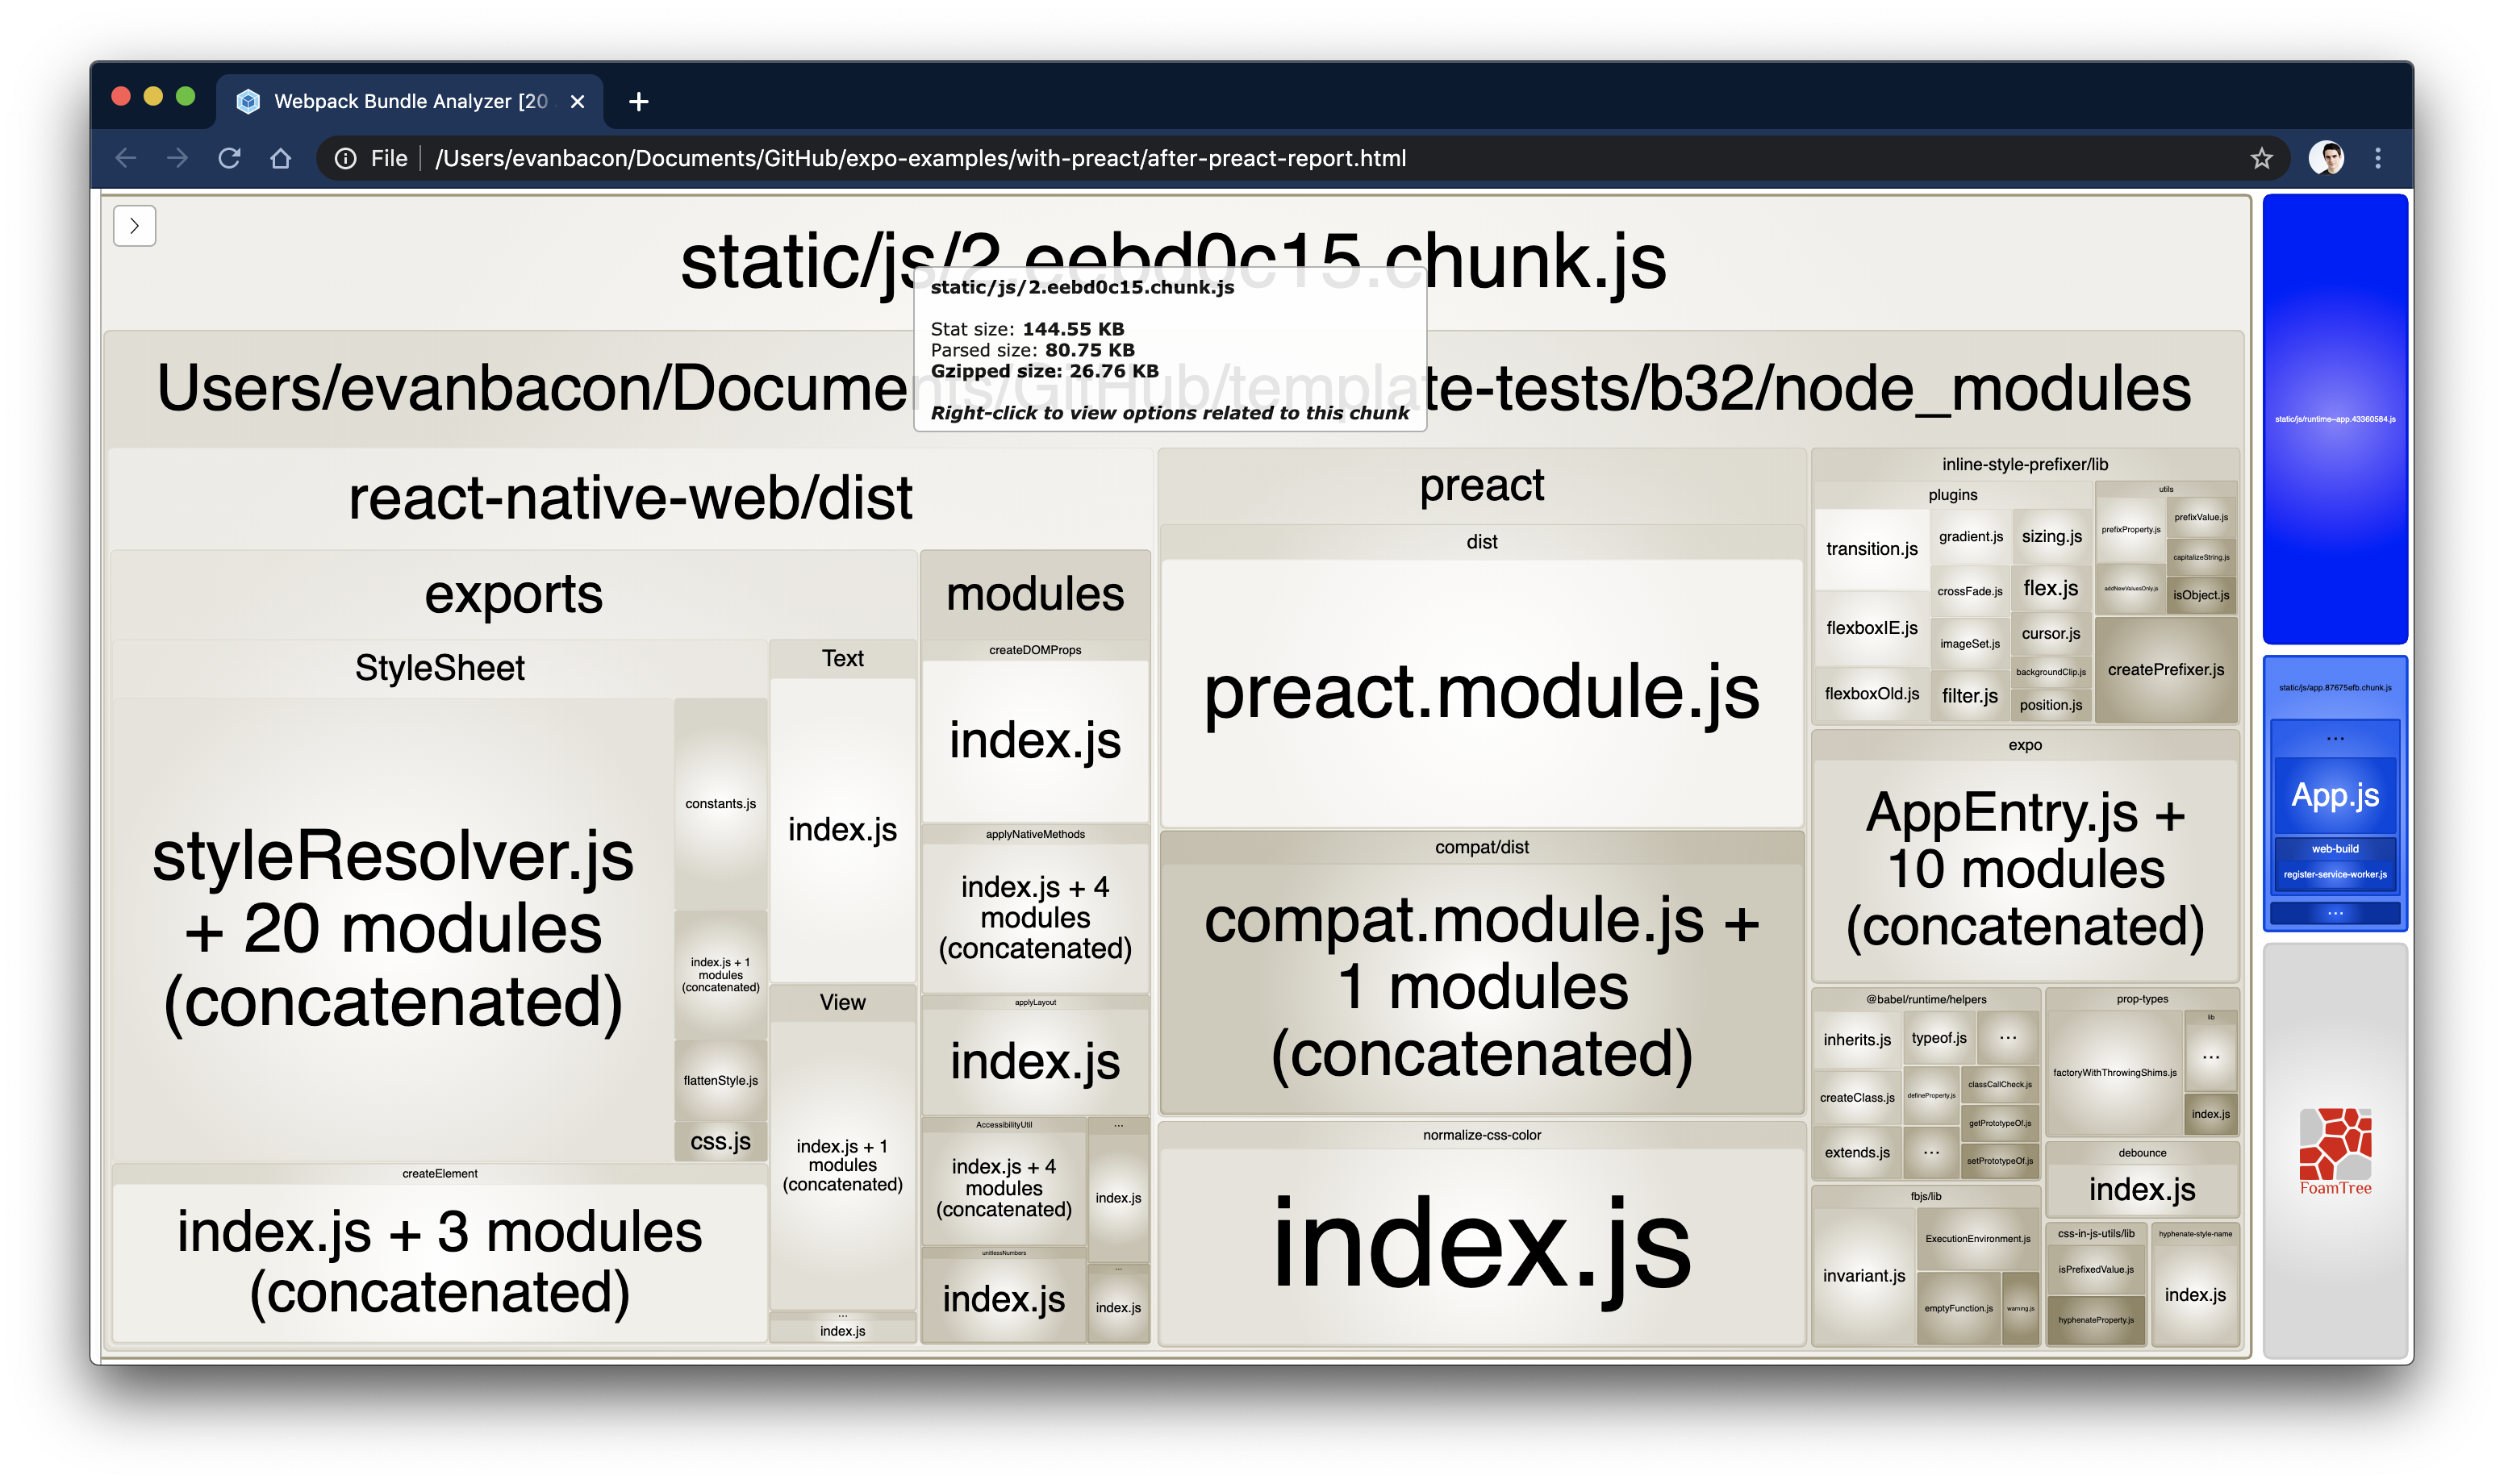 Webpack Bundle Analyzer [20
File
/Users/evanbacon/Documents/GitHub/expo-examples/with-preact/after-preact-report.html
static/js/2.eebd0c15.chunk.js
static/js/2.eebd0c15.chunk.js
Stat size: 144.55 KB
Parsed size: 80.75 KB
Gzipped size: 26.76 KB
Right-click to view options related to this chunk
Users/evanbacon/Documents/GitHub/template-tests/b32/node_modules
react-native-web/dist
exports
StyleSheet
styleResolver.js
+ 20 modules
(concatenated)
constants.js
index.js + 1
modules
(concatenated)
flattenStyle.js
css.js
createElement
index.js + 3 modules
(concatenated)
Text
index.js
View
index.js + 1
modules
(concatenated)
...
index.js
modules
createDOMProps
index.js
applyNativeMethods
index.js + 4
modules
(concatenated)
applyLayout
index.js
AccessibilityUtil
index.js + 4
modules
(concatenated)
...
index.js
unitlessNumbers
index.js
...
index.js
preact
dist
preact.module.js
compat/dist
compat.module.js +
1 modules
(concatenated)
normalize-css-color
index.js
inline-style-prefixer/lib
plugins
transition.js
flexboxIE.js
flexboxOld.js
gradient.js
crossFade.js
imageSet.js
filter.js
sizing.js
flex.js
cursor.js
backgroundClip.js
position.js
utils
prefixProperty.js
addNewValuesOnly.js
prefixValue.js
capitalizeString.js
isObject.js
createPrefixer.js
expo
AppEntry.js +
10 modules
(concatenated)
@babel/runtime/helpers
inherits.js
createClass.js
extends.js
typeof.js
...
defineProperty.js
...
classCallCheck.js
getPrototypeOf.js
setPrototypeOf.js
prop-types
factoryWithThrowingShims.js
lib
...
index.js
debounce
index.js
fbjs/lib
invariant.js
ExecutionEnvironment.js
emptyFunction.js
warning.js
css-in-js-utils/lib
isPrefixedValue.js
hyphenateProperty.js
hyphenate-style-name
index.js
static/js/runtime~app.43360584.js
static/js/app.87675efb.chunk.js
...
App.js
web-build
register-service-worker.js
...
FoamTree